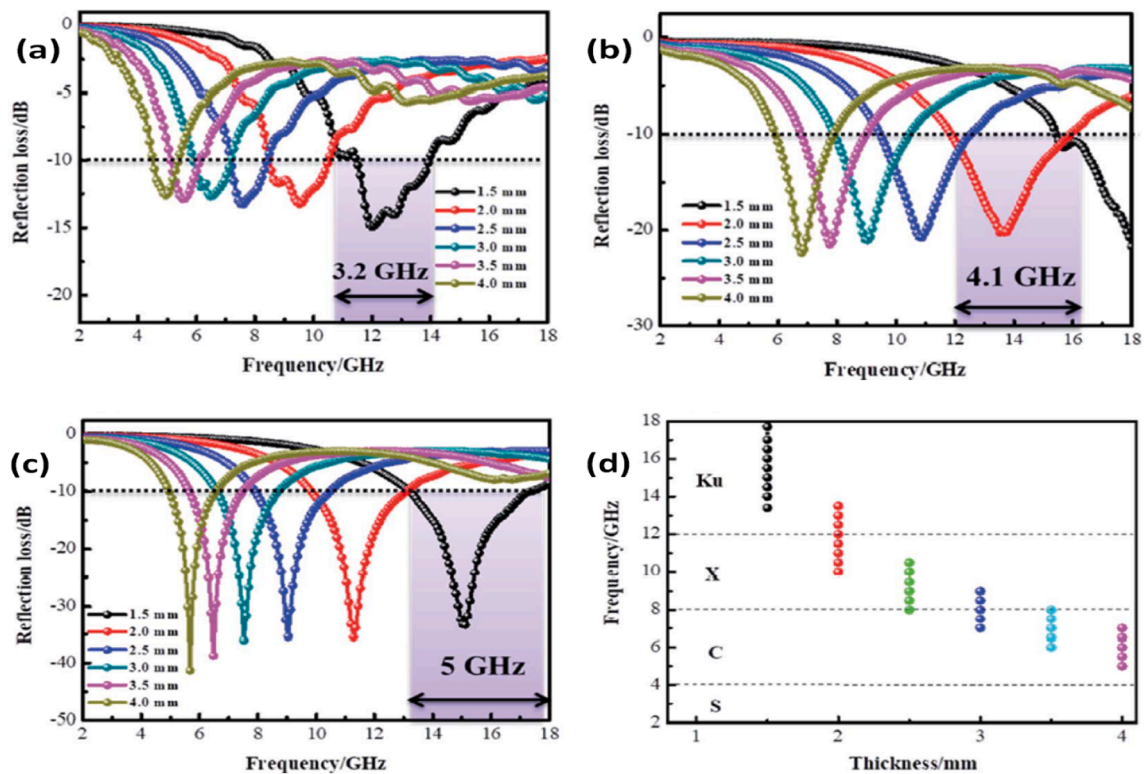 (a)
0
-5
-10
-15
-20
Reflection loss/dB
1.5 mm
2.0 mm
2.5 mm
3.0 mm
3.5 mm
4.0 mm
3.2 GHz
2 4 6 8 10 12 14 16 18
Frequency/GHz
(b)
0
-10
-20
-30
Reflection loss/dB
1.5 mm
2.0 mm
2.5 mm
3.0 mm
3.5 mm
4.0 mm
4.1 GHz
2 4 6 8 10 12 14 16 18
Frequency/GHz
(c)
0
-10
-20
-30
-40
-50
Reflection loss/dB
1.5 mm
2.0 mm
2.5 mm
3.0 mm
3.5 mm
4.0 mm
5 GHz
2 4 6 8 10 12 14 16 18
Frequency/GHz
(d)
18
16
14
12
10
8
6
4
2
Frequency/GHz
Ku
X
C
S
1 2 3 4
Thickness/mm